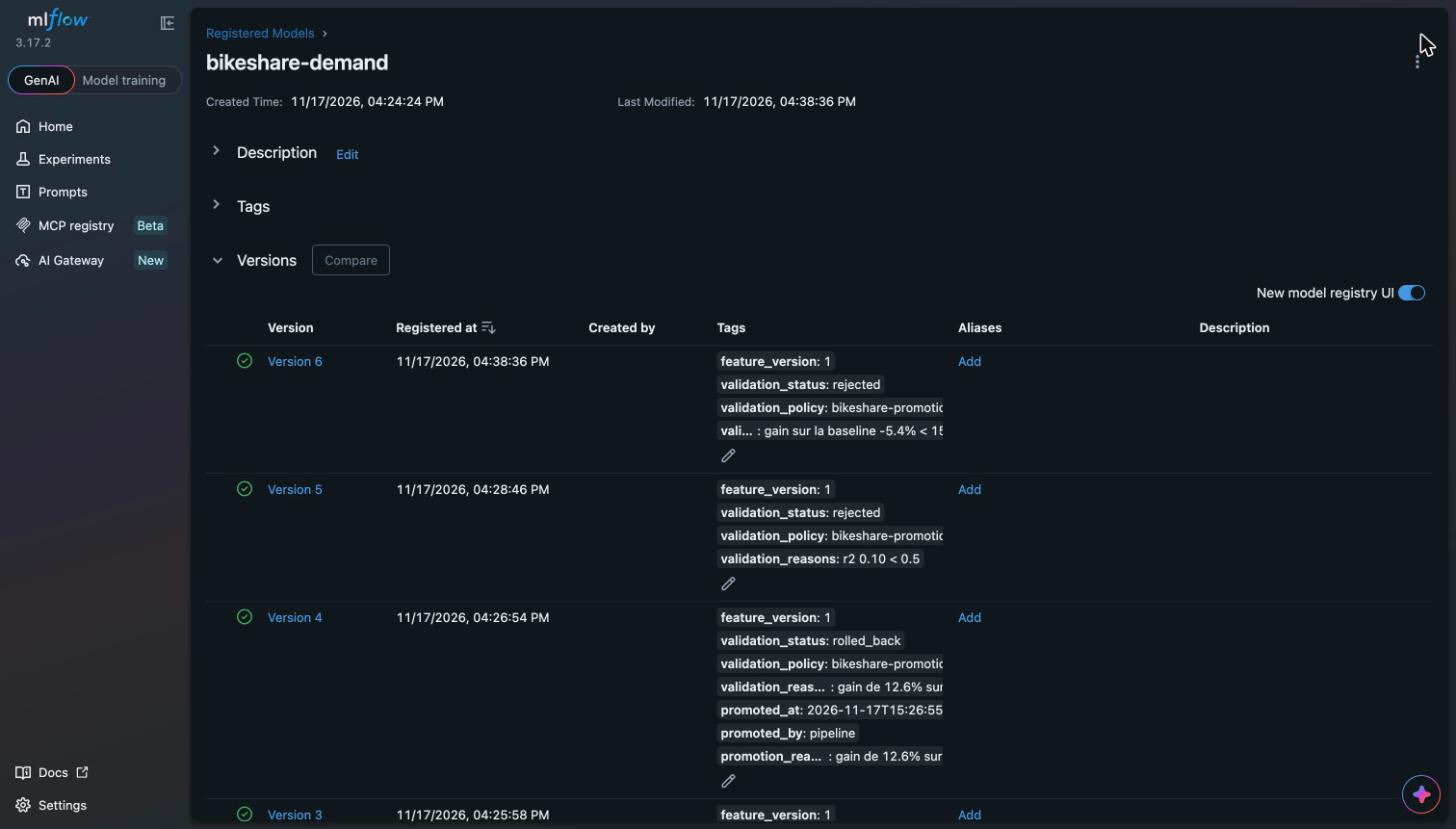 mlflow
3.17.2
GenAI Model training
Home
Experiments
Prompts
MCP registry Beta
AI Gateway New
Docs
Settings
Registered Models ›
bikeshare-demand
Created Time: 11/17/2026, 04:24:24 PM Last Modified: 11/17/2026, 04:38:36 PM
Description Edit
Tags
Versions Compare
New model registry UI
Version Registered at Created by Tags Aliases Description
Version 6 11/17/2026, 04:38:36 PM feature_version: 1 Add
validation_status: rejected
validation_policy: bikeshare-promotic
vali... : gain sur la baseline -5.4% < 15
Version 5 11/17/2026, 04:28:46 PM feature_version: 1 Add
validation_status: rejected
validation_policy: bikeshare-promotic
validation_reasons: r2 0.10 < 0.5
Version 4 11/17/2026, 04:26:54 PM feature_version: 1 Add
validation_status: rolled_back
validation_policy: bikeshare-promotic
validation_reas... : gain de 12.6% sur
promoted_at: 2026-11-17T15:26:55
promoted_by: pipeline
promotion_rea... : gain de 12.6% sur
Version 3 11/17/2026, 04:25:58 PM feature_version: 1 Add